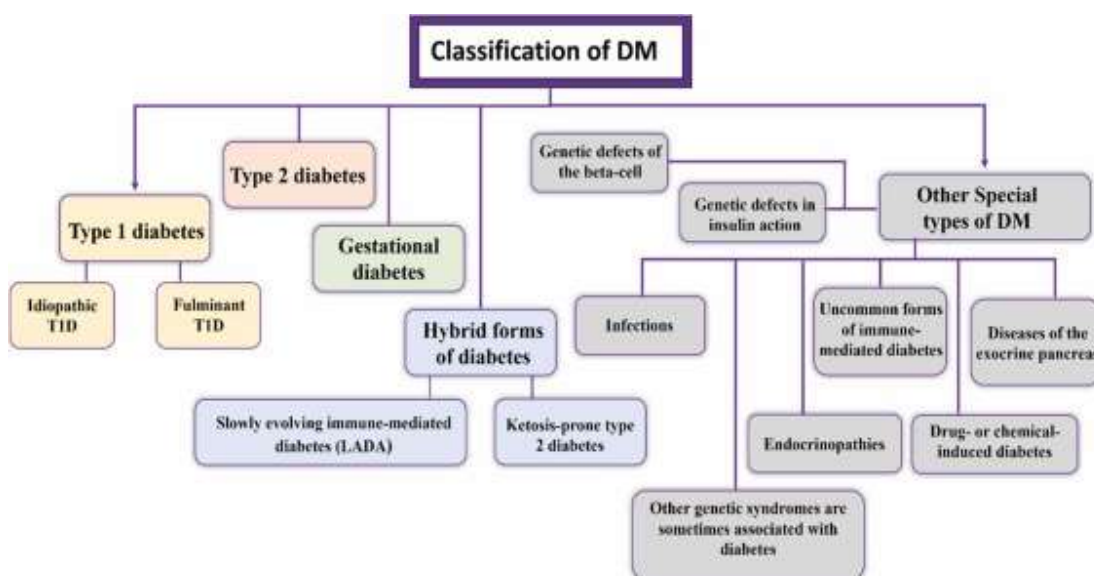 Classification of DM
Type 1 diabetes
Idiopathic
T1D
Fulminant
T1D
Type 2 diabetes
Gestational
diabetes
Hybrid forms
of diabetes
Slowly evolving immune-mediated
diabetes (LADA)
Ketosis-prone type
2 diabetes
Other Special
types of DM
Genetic defects of
the beta-cell
Genetic defects in
insulin action
Infections
Other genetic syndromes are
sometimes associated with
diabetes
Endocrinopathies
Uncommon forms
of immune-
mediated diabetes
Drug- or chemical-
induced diabetes
Diseases of the
exocrine pancreas